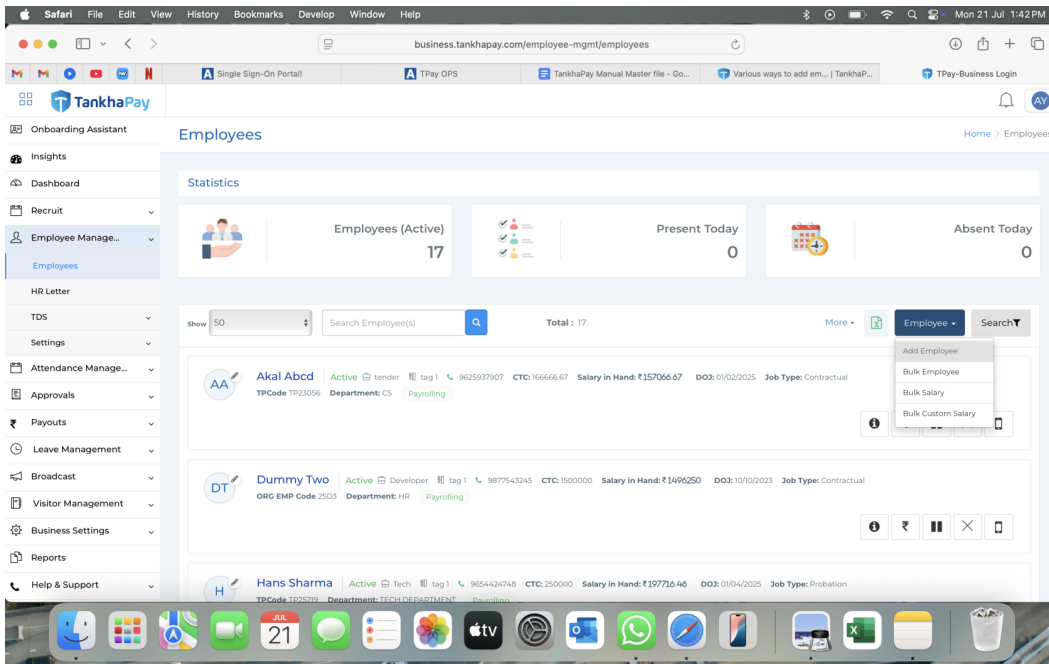 Safari File Edit View History Bookmarks Develop Window Help Mon 21 Jul 1:42 PM
business.tankhapay.com/employee-mgmt/employees
Single Sign-On Portal! TPay OPS TankhaPay Manual Master file - Go... Various ways to add em... | TankhaP... TPay-Business Login
TankhaPay AY
Onboarding Assistant
Employees Home > Employees
Insights
Dashboard
Statistics
Recruit
Employee Manage...
Employees (Active) 17
Present Today 0
Absent Today 0
Employees
HR Letter
TDS
Settings
Show 50 Search Employee(s) Total : 17 More Employee Search
Add Employee
Bulk Employee
Bulk Salary
Bulk Custom Salary
Attendance Manage...
Approvals
Payouts
Leave Management
Broadcast
Visitor Management
Business Settings
Reports
Help & Support
AA Akal Abcd Active tender tag 1 9625937907 CTC: 166666.67 Salary in Hand: ₹157066.67 DOJ: 01/02/2025 Job Type: Contractual
TPCode TP23056 Department: CS Payrolling
DT Dummy Two Active Developer tag 1 9877543245 CTC: 1500000 Salary in Hand: ₹1496250 DOJ: 10/10/2023 Job Type: Contractual
ORG EMP Code 25D3 Department: HR Payrolling
H Hans Sharma Active Tech tag 1 9654424748 CTC: 250000 Salary in Hand: ₹197716.46 DOJ: 01/04/2025 Job Type: Probation
TPCode TP25219 Department: TECH DEPARTMENT Payrolling
JUL
21
tv